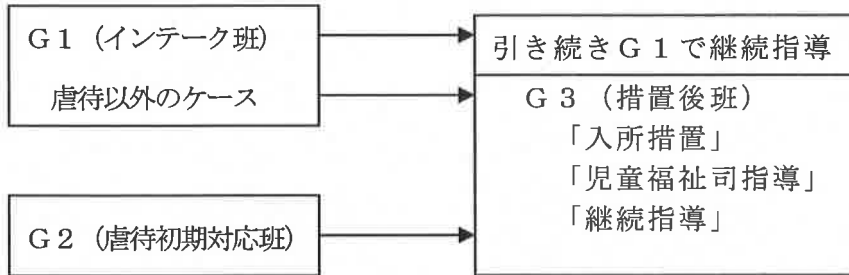 G1（インテーク班）
虐待以外のケース
G2（虐待初期対応班）
引き続きG1で継続指導
G3（措置後班）
「入所措置」
「児童福祉司指導」
「継続指導」